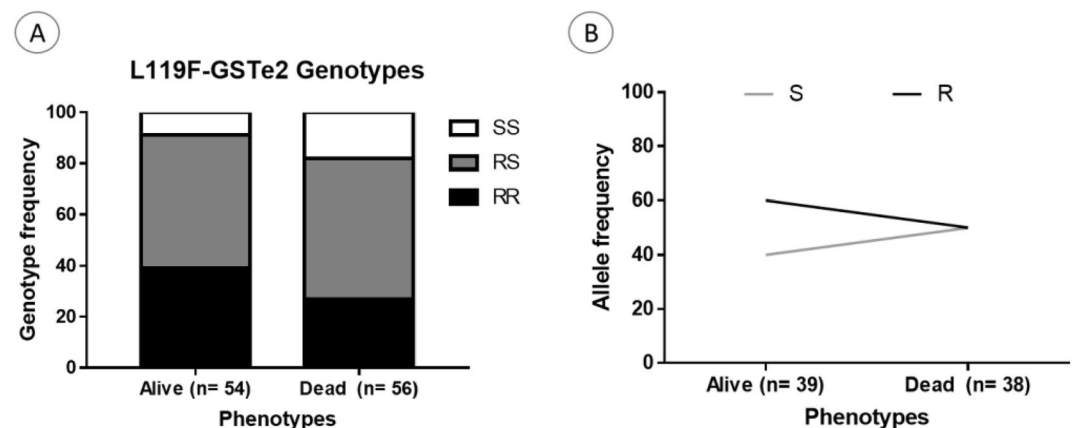 A
L119F-GSTe2 Genotypes
Genotype frequency
100
80
60
40
20
0
SS
RS
RR
Alive (n= 54)
Dead (n= 56)
Phenotypes
B
S
R
Allele frequency
100
80
60
40
20
0
Alive (n= 39)
Dead (n= 38)
Phenotypes